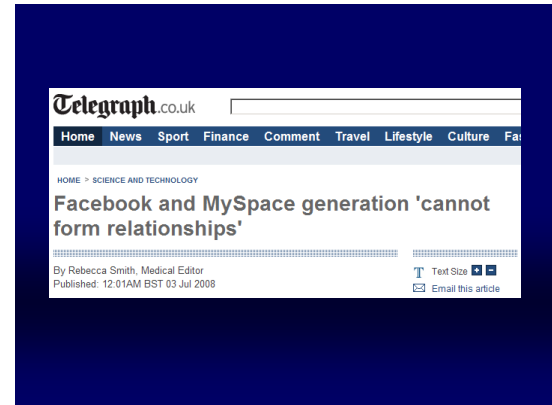 Telegraph.co.uk
Home News Sport Finance Comment Travel Lifestyle Culture
HOME > SCIENCE AND TECHNOLOGY
Facebook and MySpace generation 'cannot
form relationships'
By Rebecca Smith, Medical Editor
Published: 12:01AM BST 03 Jul 2008
T Text Size + -
Email this article